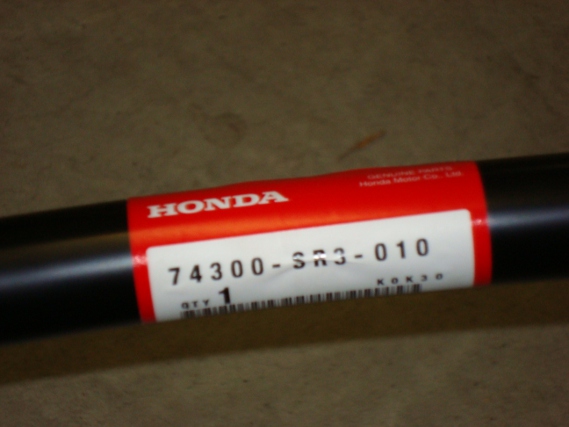 HONDA
GENUINE PARTS
Honda Motor Co., Ltd.
74300-SR3-010
QTY 1
K0K30